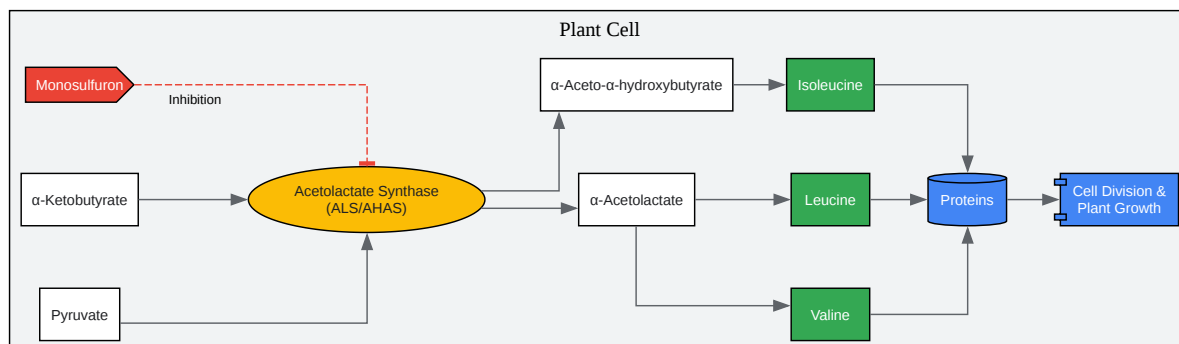 Plant Cell
Monosulfuron
Inhibition
α-Aceto-α-hydroxybutyrate
Isoleucine
α-Ketobutyrate
Acetolactate Synthase
(ALS/AHAS)
α-Acetolactate
Leucine
Proteins
Cell Division &
Plant Growth
Pyruvate
Valine